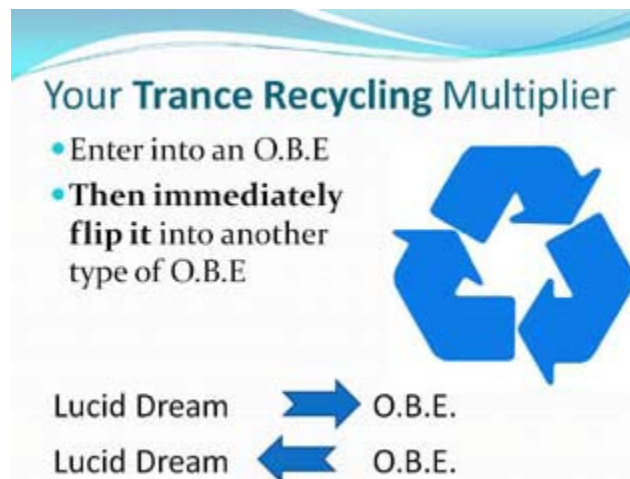 Your Trance Recycling Multiplier
• Enter into an O.B.E
• Then immediately
flip it into another
type of O.B.E
Lucid Dream O.B.E.
Lucid Dream O.B.E.